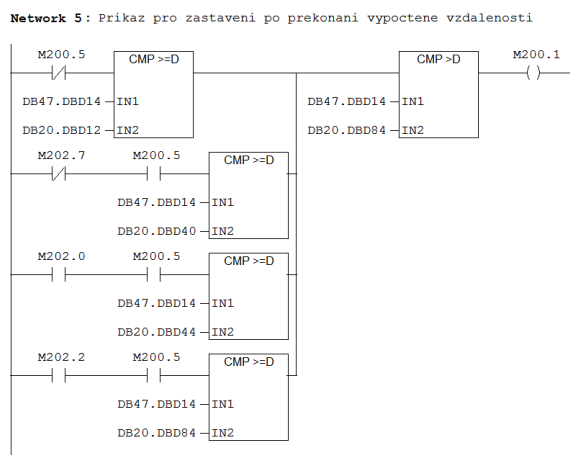 Network 5: Prikaz pro zastaveni po prekonani vypoctene vzdalenosti
M200.5 M200.1
CMP >=D CMP >D
DB47.DBD14 IN1 DB47.DBD14 IN1
DB20.DBD12 IN2 DB20.DBD84 IN2
M202.7 M200.5
CMP >=D
DB47.DBD14 IN1
DB20.DBD40 IN2
M202.0 M200.5
CMP >=D
DB47.DBD14 IN1
DB20.DBD44 IN2
M202.2 M200.5
CMP >=D
DB47.DBD14 IN1
DB20.DBD84 IN2